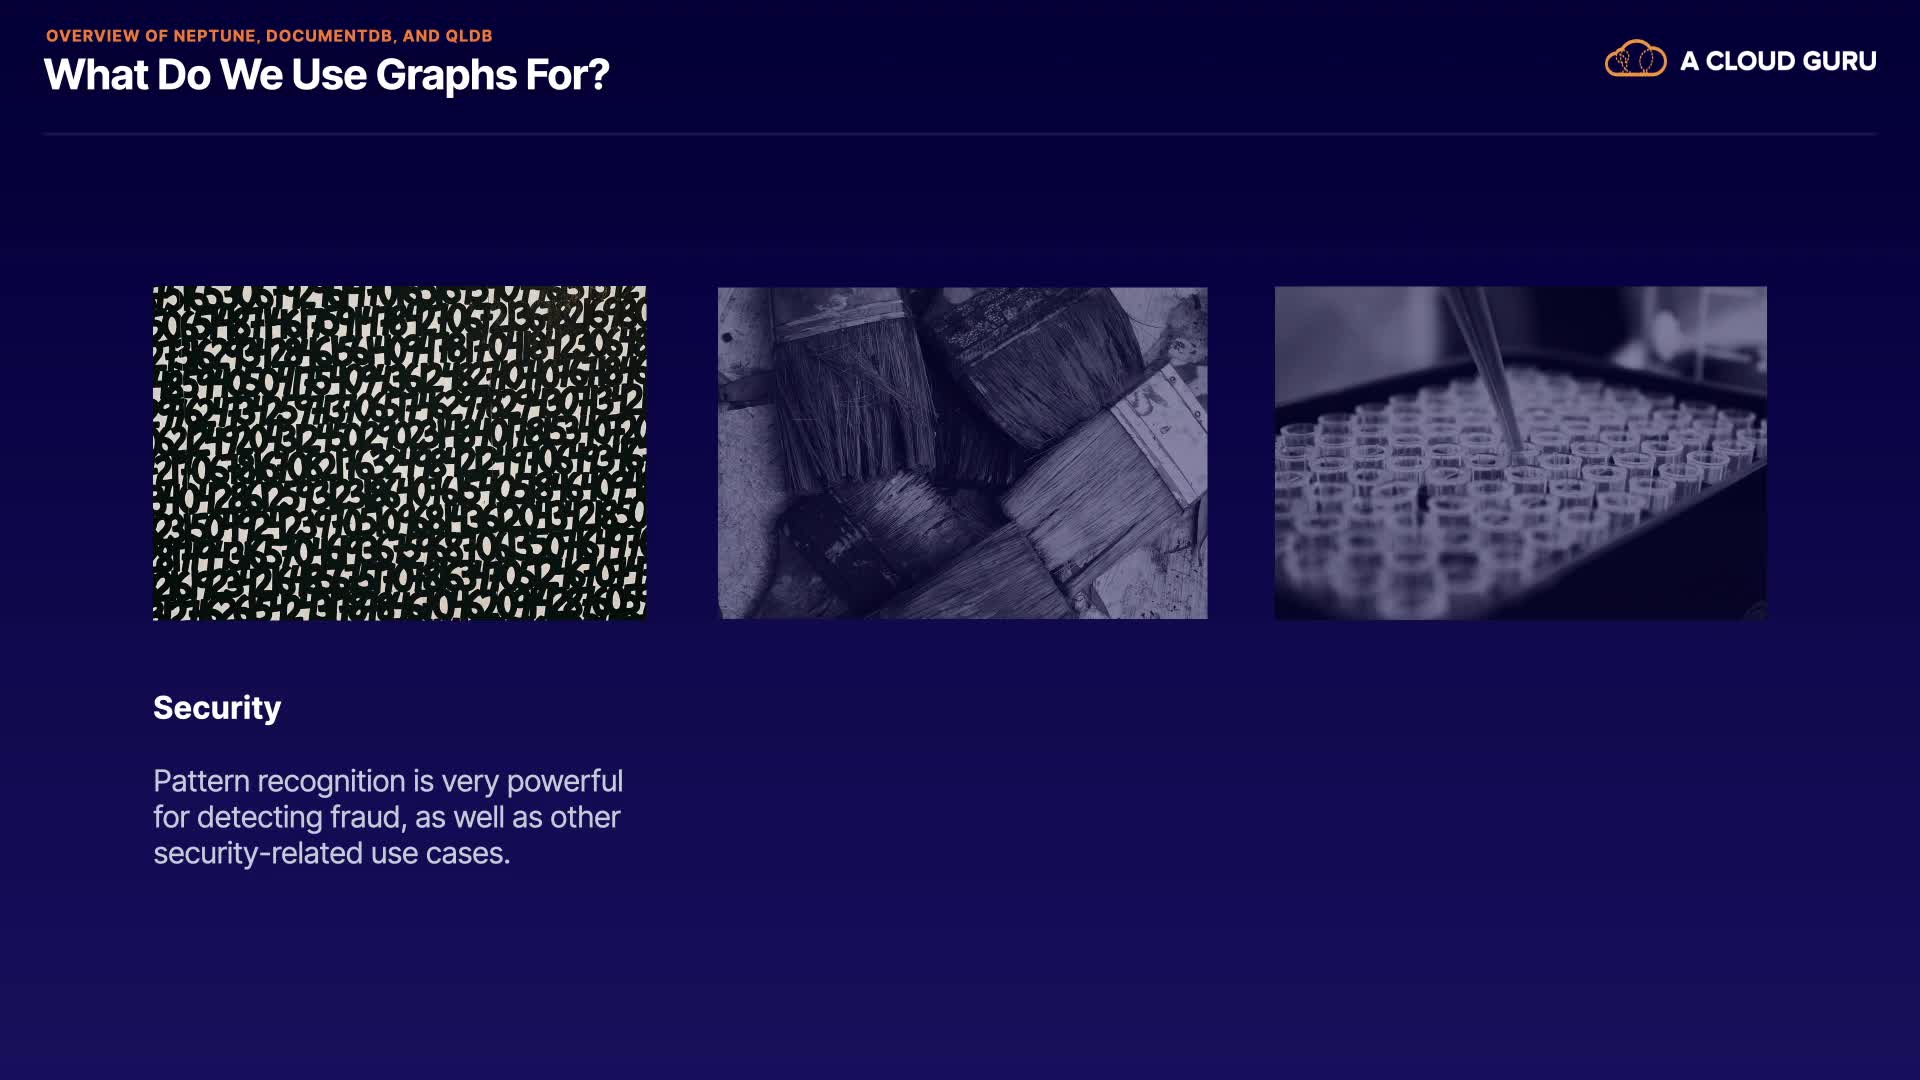 OVERVIEW OF NEPTUNE, DOCUMENTDB, AND QLDB
What Do We Use Graphs For?
A CLOUD GURU
Security
Pattern recognition is very powerful
for detecting fraud, as well as other
security-related use cases.